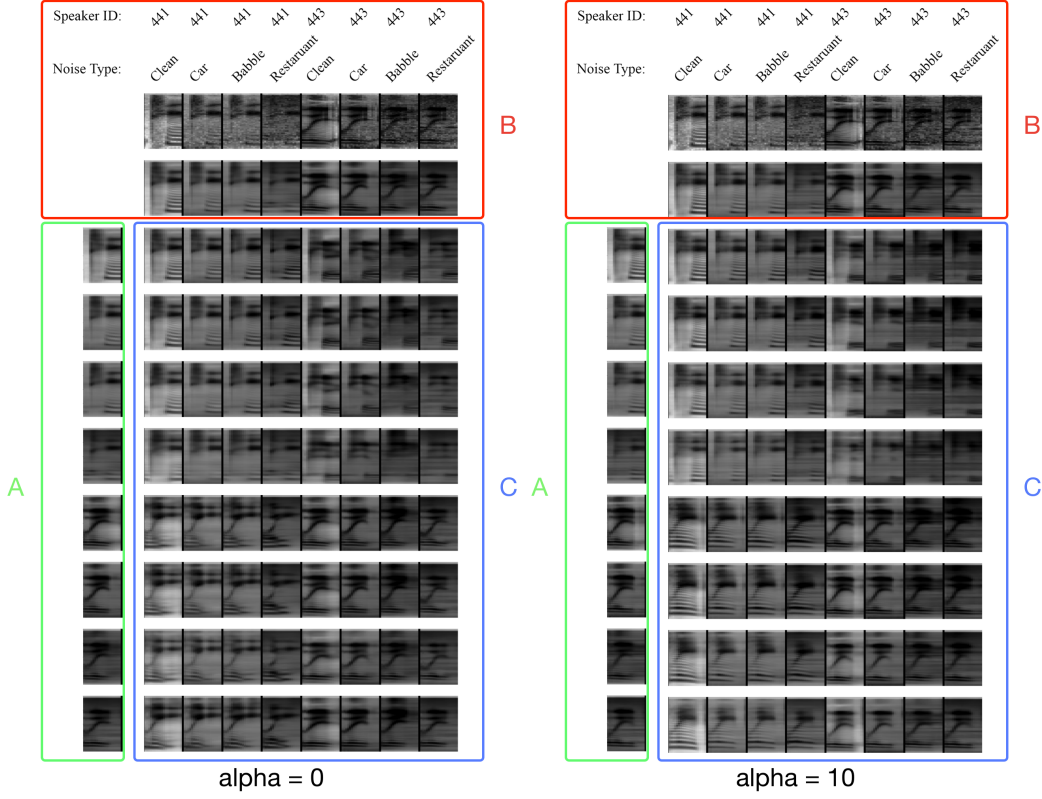 Speaker ID: 441 441 441 441 443 443 443 443
Noise Type: Clean Car Babble Restaruant Clean Car Babble Restaruant
B
A
C
alpha = 0
Speaker ID: 441 441 441 441 443 443 443 443
Noise Type: Clean Car Babble Restaruant Clean Car Babble Restaruant
B
A
C
alpha = 10